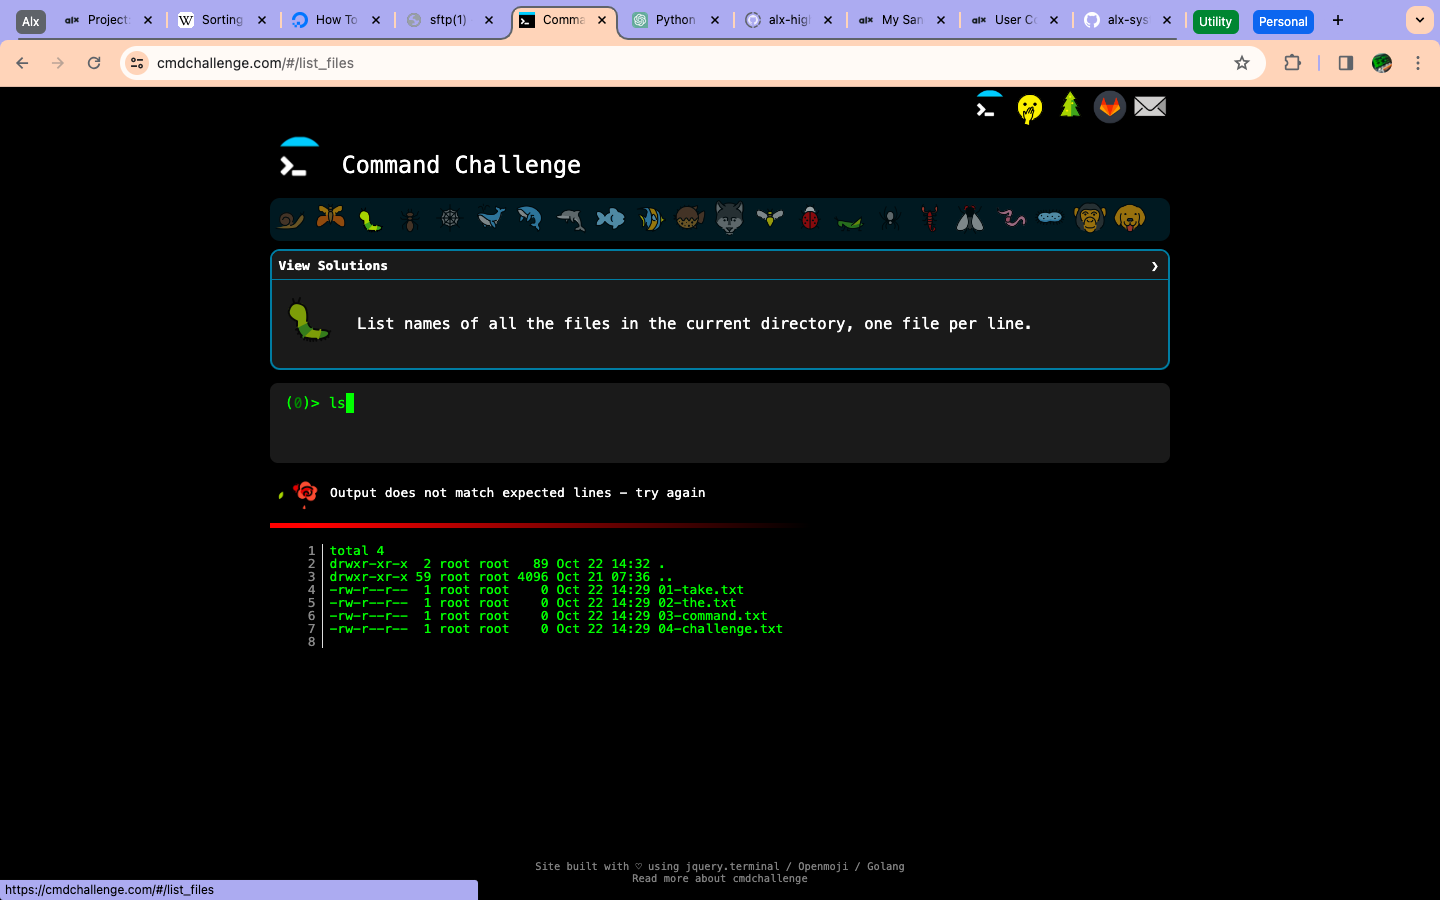 Alx
Project:
Sorting
How To
sftp(1)
Comma
Python
alx-high
My San
User Co
alx-sys
Utility
Personal
cmdchallenge.com/#/list_files
Command Challenge
View Solutions
List names of all the files in the current directory, one file per line.
(0)> ls
Output does not match expected lines - try again
1 total 4
2 drwxr-xr-x  2 root root   89 Oct 22 14:32 .
3 drwxr-xr-x 59 root root 4096 Oct 21 07:36 ..
4 -rw-r--r--  1 root root    0 Oct 22 14:29 01-take.txt
5 -rw-r--r--  1 root root    0 Oct 22 14:29 02-the.txt
6 -rw-r--r--  1 root root    0 Oct 22 14:29 03-command.txt
7 -rw-r--r--  1 root root    0 Oct 22 14:29 04-challenge.txt
8
Site built with ♡ using jquery.terminal / Openmoji / Golang
Read more about cmdchallenge
https://cmdchallenge.com/#/list_files